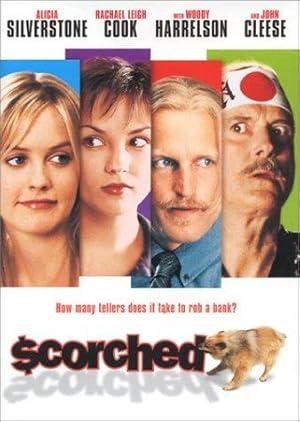 ALICIA SILVERSTONE
RACHAEL LEIGH COOK
WITH WOODY HARRELSON
AND JOHN CLEESE
How many tellers does it take to rob a bank?
$corched